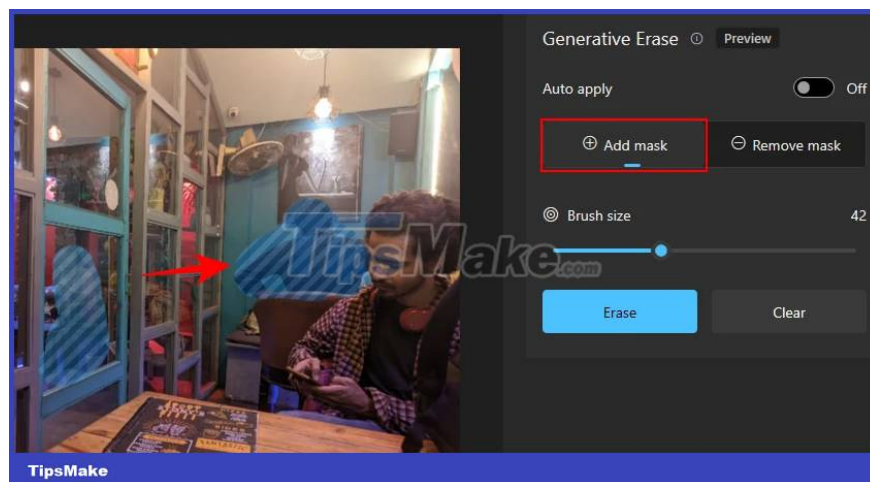 Generative Erase Preview
Auto apply Off
Add mask Remove mask
Brush size 42
TipsMake.com
Erase Clear
TipsMake